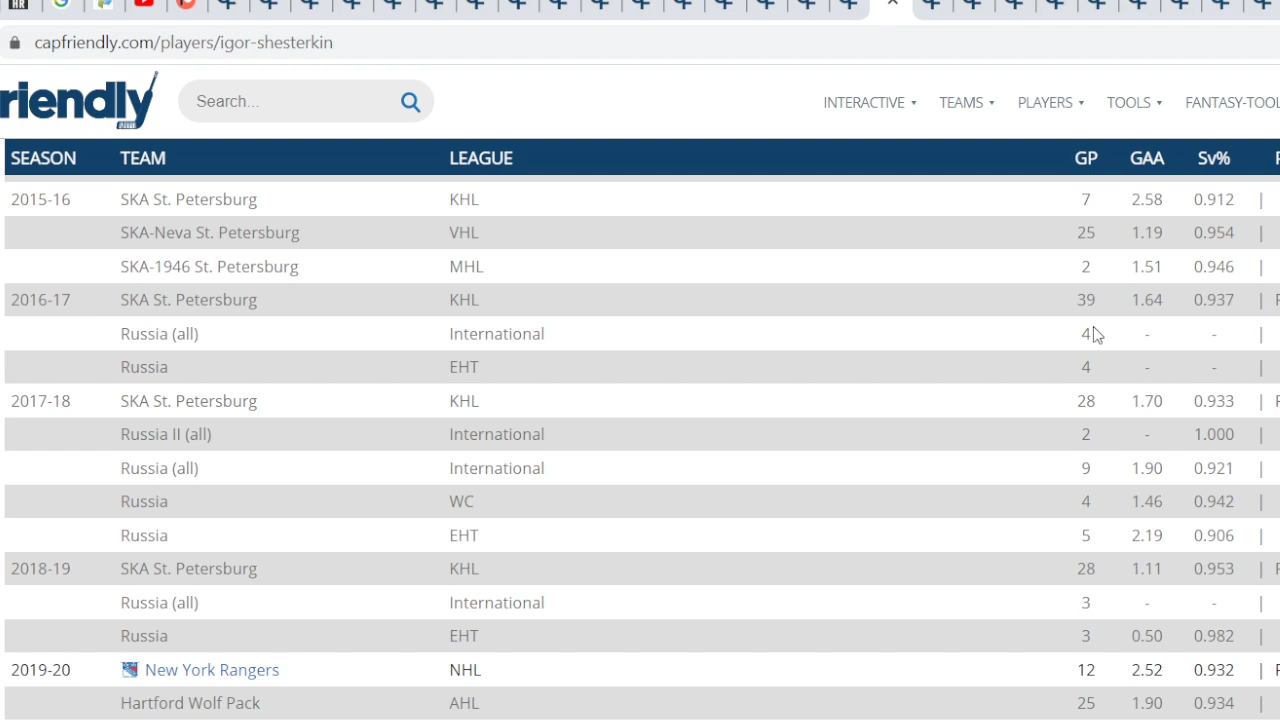 HR
capfriendly.com/players/igor-shesterkin
riendly
Search...
INTERACTIVE ▾ TEAMS ▾ PLAYERS ▾ TOOLS ▾ FANTASY-TOOL
SEASON TEAM LEAGUE GP GAA Sv%
2015-16 SKA St. Petersburg KHL 7 2.58 0.912 |
SKA-Neva St. Petersburg VHL 25 1.19 0.954 |
SKA-1946 St. Petersburg MHL 2 1.51 0.946 |
2016-17 SKA St. Petersburg KHL 39 1.64 0.937 |
Russia (all) International 4 - - |
Russia EHT 4 - - |
2017-18 SKA St. Petersburg KHL 28 1.70 0.933 |
Russia II (all) International 2 - 1.000 |
Russia (all) International 9 1.90 0.921 |
Russia WC 4 1.46 0.942 |
Russia EHT 5 2.19 0.906 |
2018-19 SKA St. Petersburg KHL 28 1.11 0.953 |
Russia (all) International 3 - - |
Russia EHT 3 0.50 0.982 |
2019-20 New York Rangers NHL 12 2.52 0.932 |
Hartford Wolf Pack AHL 25 1.90 0.934 |